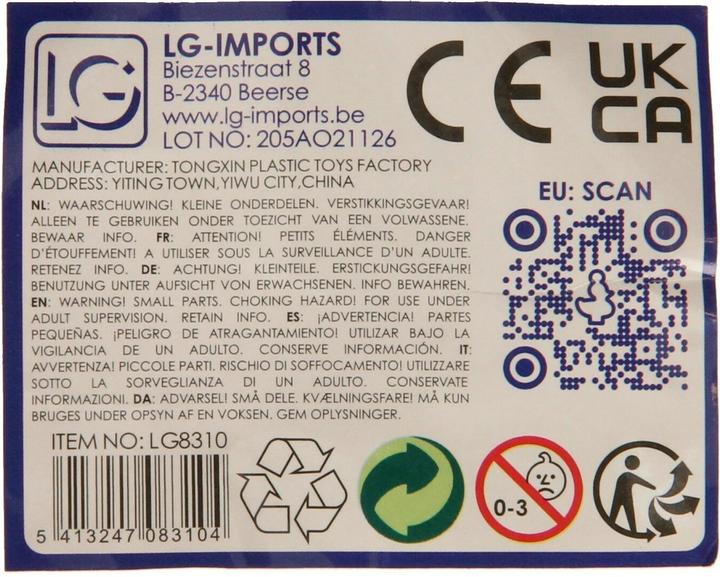 LG
LG-IMPORTS
Biezenstraat 8
B-2340 Beerse
www.lg-imports.be
LOT NO: 205AO21126
CE
UK
CA
MANUFACTURER: TONGXIN PLASTIC TOYS FACTORY
ADDRESS: YITING TOWN,YIWU CITY,CHINA
EU: SCAN
NL: WAARSCHUWING! KLEINE ONDERDELEN. VERSTIKKINGSGEVAAR!
ALLEEN TE GEBRUIKEN ONDER TOEZICHT VAN EEN VOLWASSENE.
BEWAAR INFO. FR: ATTENTION! PETITS ÉLÉMENTS. DANGER
D'ÉTOUFFEMENT! A UTILISER SOUS LA SURVEILLANCE D'UN ADULTE.
RETENEZ INFO. DE: ACHTUNG! KLEINTEILE. ERSTICKUNGSGEFAHR!
BENUTZUNG UNTER AUFSICHT VON ERWACHSENEN. INFO BEWAHREN.
EN: WARNING! SMALL PARTS. CHOKING HAZARD! FOR USE UNDER
ADULT SUPERVISION. RETAIN INFO. ES: ¡ADVERTENCIA! PARTES
PEQUEÑAS. ¡PELIGRO DE ATRAGANTAMIENTO! UTILIZAR BAJO LA
VIGILANCIA DE UN ADULTO. CONSERVE INFORMACIÓN. IT:
AVVERTENZA! PICCOLE PARTI. RISCHIO DI SOFFOCAMENTO! UTILIZZARE
SOTTO LA SORVEGLIANZA DI UN ADULTO. CONSERVATE
INFORMAZIONI. DA: ADVARSEL! SMÅ DELE. KVÆLNINGSFARE! MÅ KUN
BRUGES UNDER OPSYN AF EN VOKSEN. GEM OPLYSNINGER.
ITEM NO: LG8310
5 413247 083104
0-3